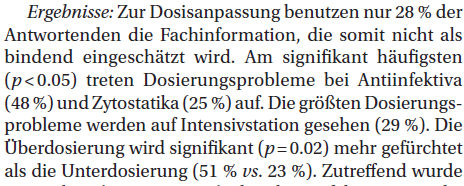 Ergebnisse: Zur Dosisanpassung benutzen nur 28 % der
Antwortenden die Fachinformation, die somit nicht als
bindend eingeschätzt wird. Am signifikant häufigsten
(p < 0.05) treten Dosierungsprobleme bei Antiinfektiva
(48 %) und Zytostatika (25 %) auf. Die größten Dosierungs-
probleme werden auf Intensivstation gesehen (29 %). Die
Überdosierung wird signifikant (p = 0.02) mehr gefürchtet
als die Unterdosierung (51 % vs. 23 %). Zutreffend wurde